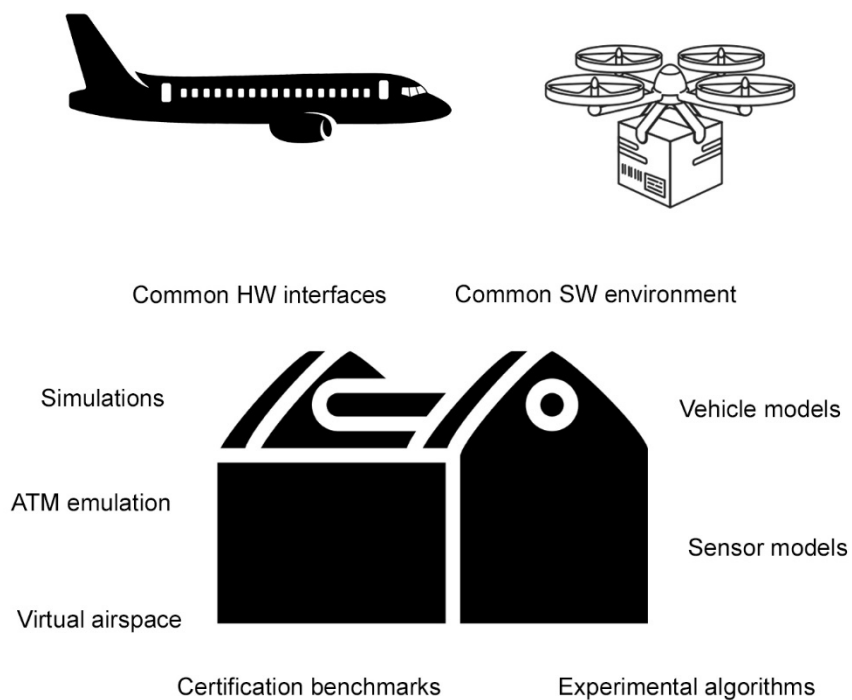 Common HW interfaces
Common SW environment
Simulations
Vehicle models
ATM emulation
Sensor models
Virtual airspace
Certification benchmarks
Experimental algorithms